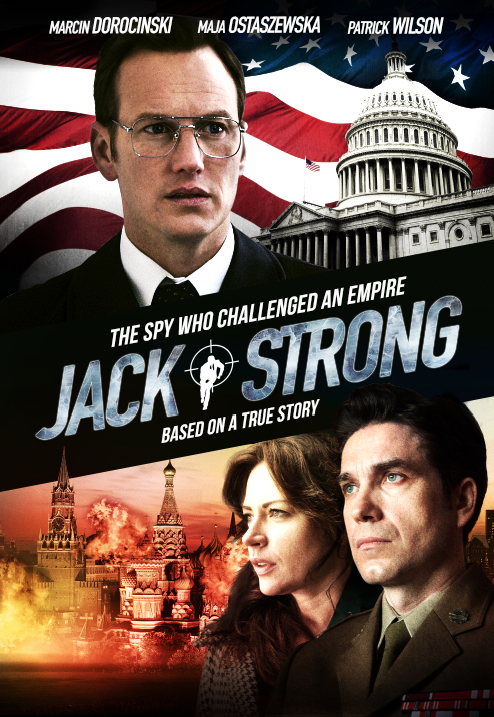 MARCIN DOROCINSKI MAJA OSTASZEWSKA PATRICK WILSON
THE SPY WHO CHALLENGED AN EMPIRE
JACK STRONG
BASED ON A TRUE STORY